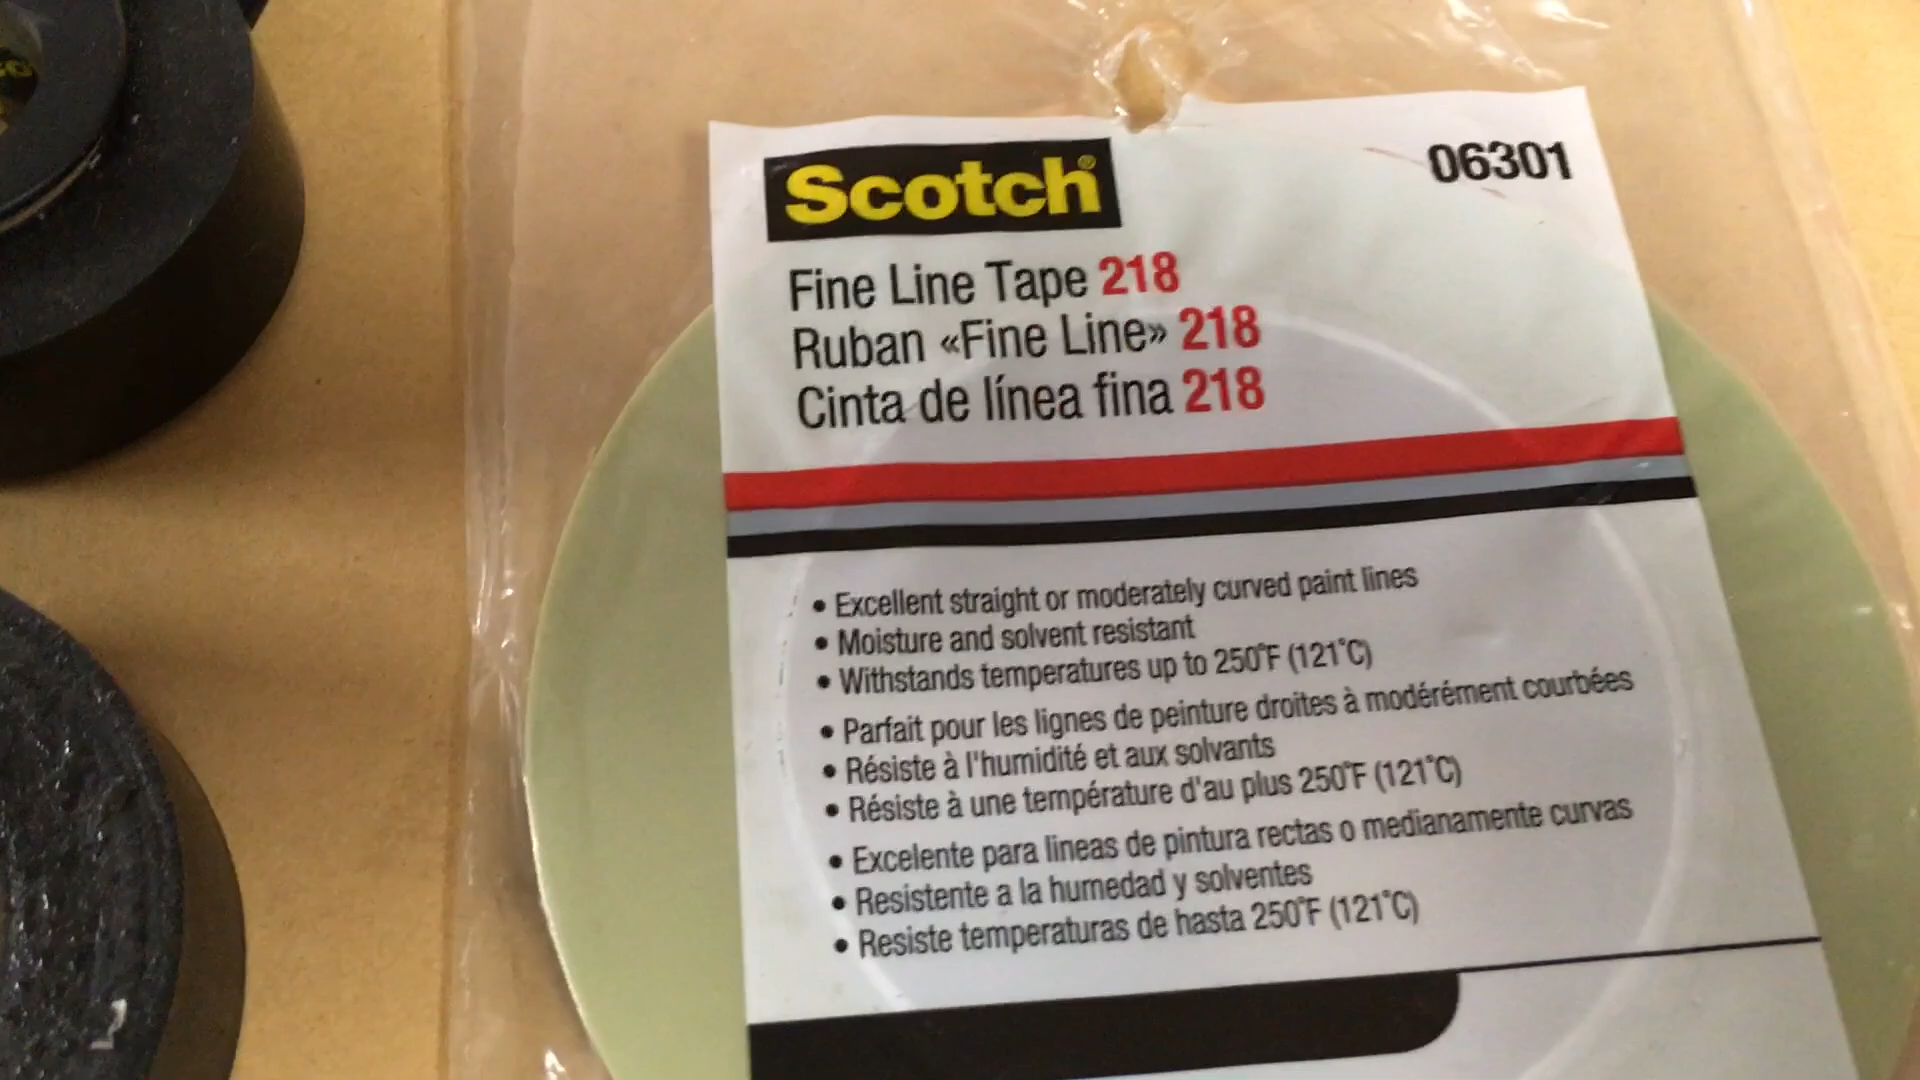 Scotch®
06301
Fine Line Tape 218
Ruban «Fine Line» 218
Cinta de línea fina 218
• Excellent straight or moderately curved paint lines
• Moisture and solvent resistant
• Withstands temperatures up to 250°F (121°C)
• Parfait pour les lignes de peinture droites à modérément courbées
• Résiste à l'humidité et aux solvants
• Résiste à une température d'au plus 250°F (121°C)
• Excelente para lineas de pintura rectas o medianamente curvas
• Resistente a la humedad y solventes
• Resiste temperaturas de hasta 250°F (121°C)